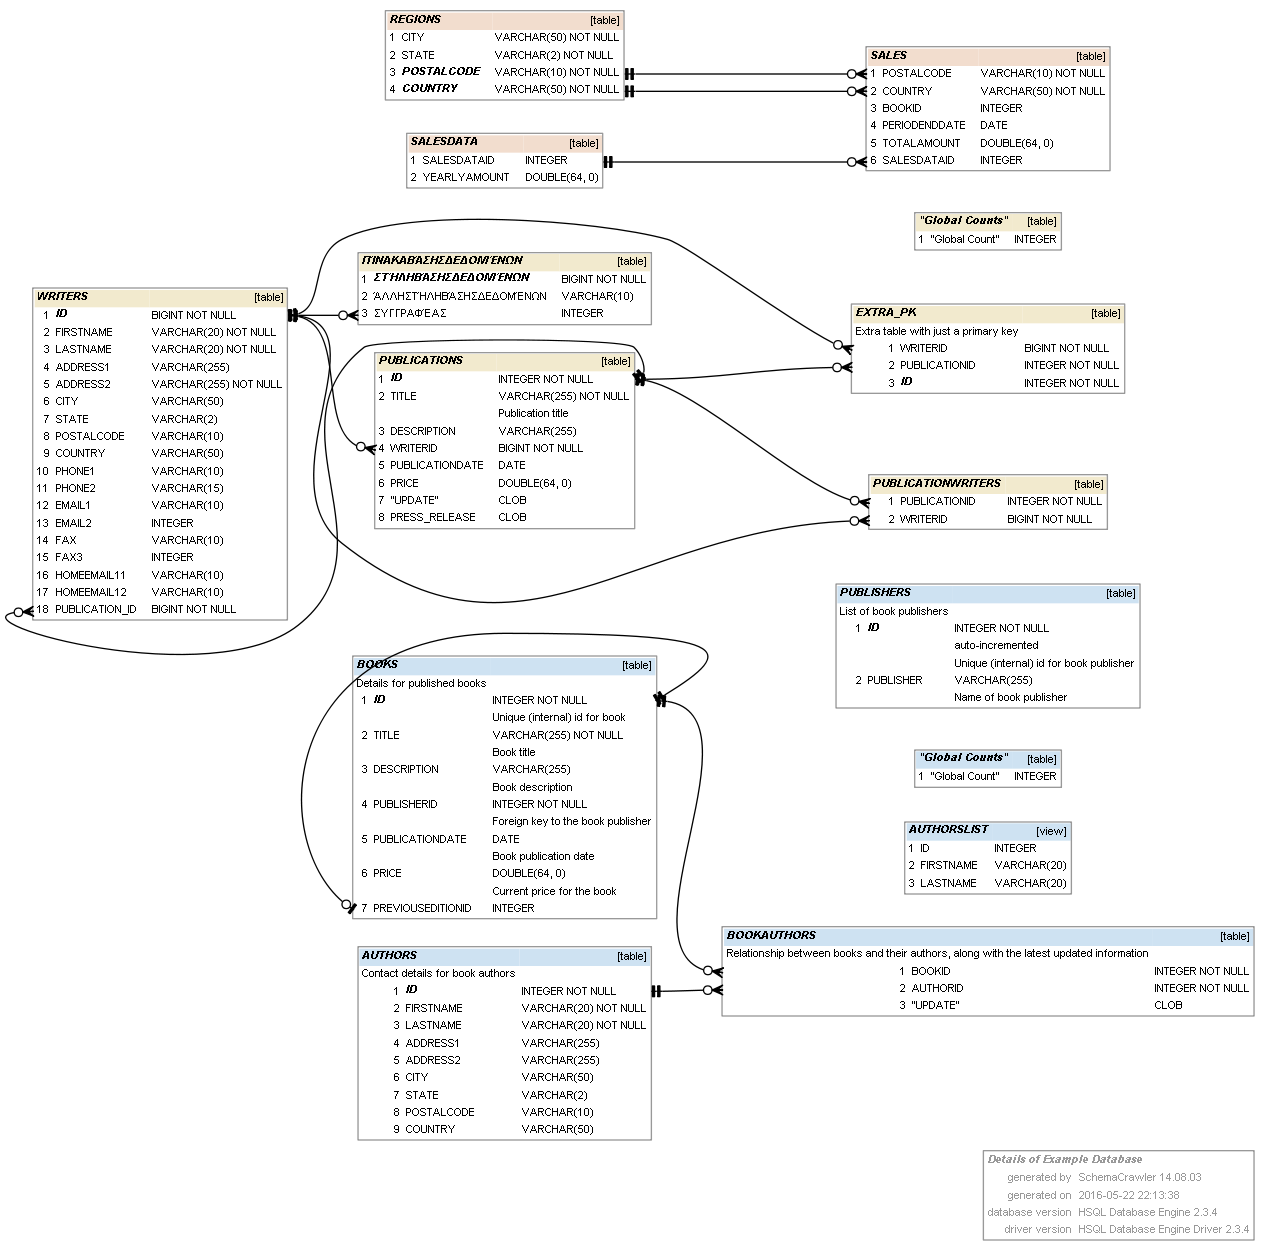 REGIONS [table]
1 CITY VARCHAR(50) NOT NULL
2 STATE VARCHAR(2) NOT NULL
3 POSTALCODE VARCHAR(10) NOT NULL
4 COUNTRY VARCHAR(50) NOT NULL
SALES [table]
1 POSTALCODE VARCHAR(10) NOT NULL
2 COUNTRY VARCHAR(50) NOT NULL
3 BOOKID INTEGER
4 PERIODENDDATE DATE
5 TOTALAMOUNT DOUBLE(64, 0)
6 SALESDATAID INTEGER
SALESDATA [table]
1 SALESDATAID INTEGER
2 YEARLYAMOUNT DOUBLE(64, 0)
"Global Counts" [table]
1 "Global Count" INTEGER
WRITERS [table]
1 ID BIGINT NOT NULL
2 FIRSTNAME VARCHAR(20) NOT NULL
3 LASTNAME VARCHAR(20) NOT NULL
4 ADDRESS1 VARCHAR(255)
5 ADDRESS2 VARCHAR(255) NOT NULL
6 CITY VARCHAR(50)
7 STATE VARCHAR(2)
8 POSTALCODE VARCHAR(10)
9 COUNTRY VARCHAR(50)
10 PHONE1 VARCHAR(10)
11 PHONE2 VARCHAR(15)
12 EMAIL1 VARCHAR(10)
13 EMAIL2 INTEGER
14 FAX VARCHAR(10)
15 FAX3 INTEGER
16 HOMEEMAIL11 VARCHAR(10)
17 HOMEEMAIL12 VARCHAR(10)
18 PUBLICATION_ID BIGINT NOT NULL
ΠΊΝΑΚΑΒΆΣΗΣΔΕΔΟΜΈΝΩΝ [table]
1 ΣΤΉΛΗΒΆΣΗΣΔΕΔΟΜΈΝΩΝ BIGINT NOT NULL
2 ΆΛΛΗΣΤΉΛΗΒΆΣΗΣΔΕΔΟΜΈΝΩΝ VARCHAR(10)
3 ΣΥΓΓΡΑΦΈΑΣ INTEGER
PUBLICATIONS [table]
1 ID INTEGER NOT NULL
2 TITLE VARCHAR(255) NOT NULL
Publication title
3 DESCRIPTION VARCHAR(255)
4 WRITERID BIGINT NOT NULL
5 PUBLICATIONDATE DATE
6 PRICE DOUBLE(64, 0)
7 "UPDATE" CLOB
8 PRESS_RELEASE CLOB
EXTRA_PK [table]
Extra table with just a primary key
1 WRITERID BIGINT NOT NULL
2 PUBLICATIONID INTEGER NOT NULL
3 ID INTEGER NOT NULL
PUBLICATIONWRITERS [table]
1 PUBLICATIONID INTEGER NOT NULL
2 WRITERID BIGINT NOT NULL
PUBLISHERS [table]
List of book publishers
1 ID INTEGER NOT NULL
auto-incremented
Unique (internal) id for book publisher
2 PUBLISHER VARCHAR(255)
Name of book publisher
BOOKS [table]
Details for published books
1 ID INTEGER NOT NULL
Unique (internal) id for book
2 TITLE VARCHAR(255) NOT NULL
Book title
3 DESCRIPTION VARCHAR(255)
Book description
4 PUBLISHERID INTEGER NOT NULL
Foreign key to the book publisher
5 PUBLICATIONDATE DATE
Book publication date
6 PRICE DOUBLE(64, 0)
Current price for the book
7 PREVIOUSEDITIONID INTEGER
"Global Counts" [table]
1 "Global Count" INTEGER
AUTHORSLIST [view]
1 ID INTEGER
2 FIRSTNAME VARCHAR(20)
3 LASTNAME VARCHAR(20)
BOOKAUTHORS [table]
Relationship between books and their authors, along with the latest updated information
1 BOOKID INTEGER NOT NULL
2 AUTHORID INTEGER NOT NULL
3 "UPDATE" CLOB
AUTHORS [table]
Contact details for book authors
1 ID INTEGER NOT NULL
2 FIRSTNAME VARCHAR(20) NOT NULL
3 LASTNAME VARCHAR(20) NOT NULL
4 ADDRESS1 VARCHAR(255)
5 ADDRESS2 VARCHAR(255)
6 CITY VARCHAR(50)
7 STATE VARCHAR(2)
8 POSTALCODE VARCHAR(10)
9 COUNTRY VARCHAR(50)
Details of Example Database
generated by SchemaCrawler 14.08.03
generated on 2016-05-22 22:13:38
database version HSQL Database Engine 2.3.4
driver version HSQL Database Engine Driver 2.3.4